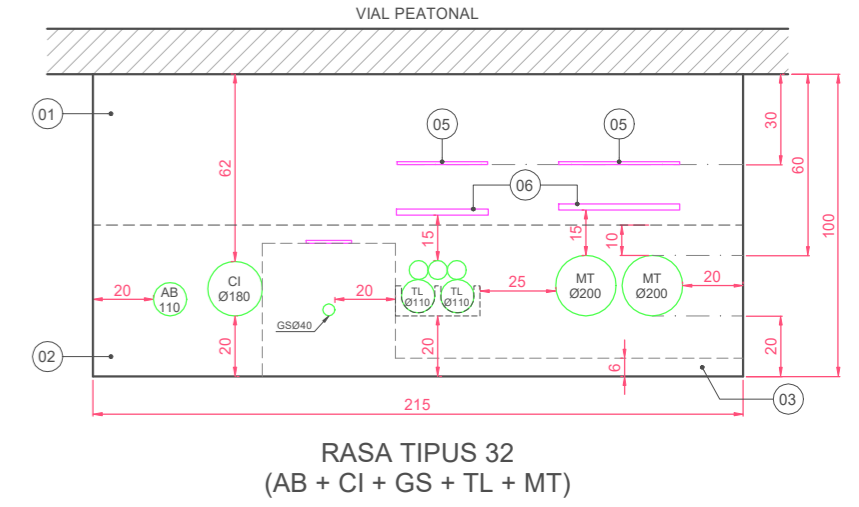 VIAL PEATONAL
01
05
05
30
62
06
60
100
15
15
10
20
AB
110
CI
Ø180
20
GSØ40
TL
Ø110
TL
Ø110
25
MT
Ø200
MT
Ø200
20
02
20
20
6
20
03
215
RASA TIPUS 32
(AB + CI + GS + TL + MT)